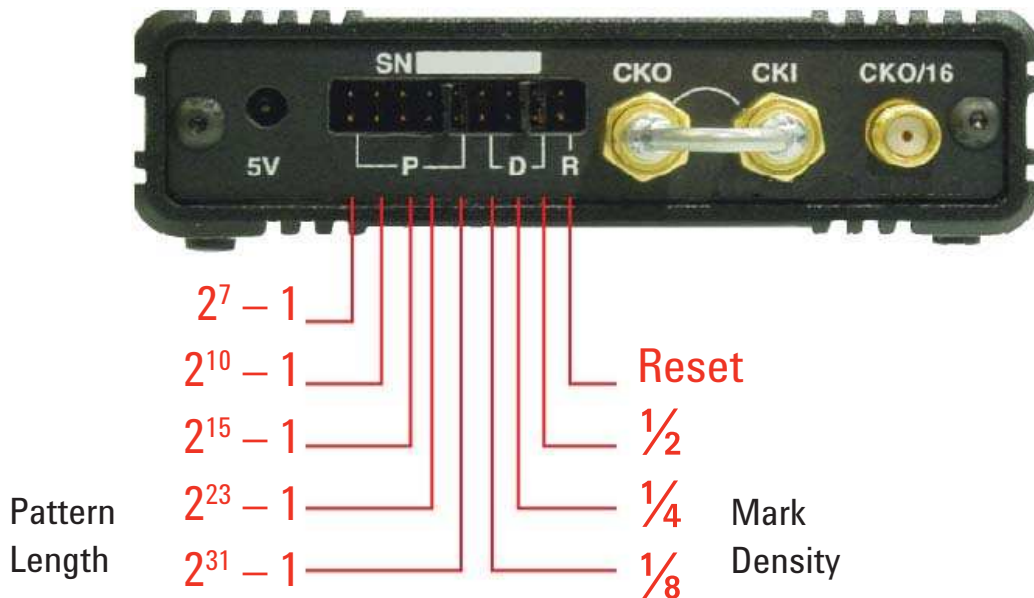 SN
CKO CKI CKO/16
5V P D R
2⁷ – 1
2¹⁰ – 1 Reset
2¹⁵ – 1 ½
Pattern 2²³ – 1 ¼ Mark
Length 2³¹ – 1 ⅛ Density